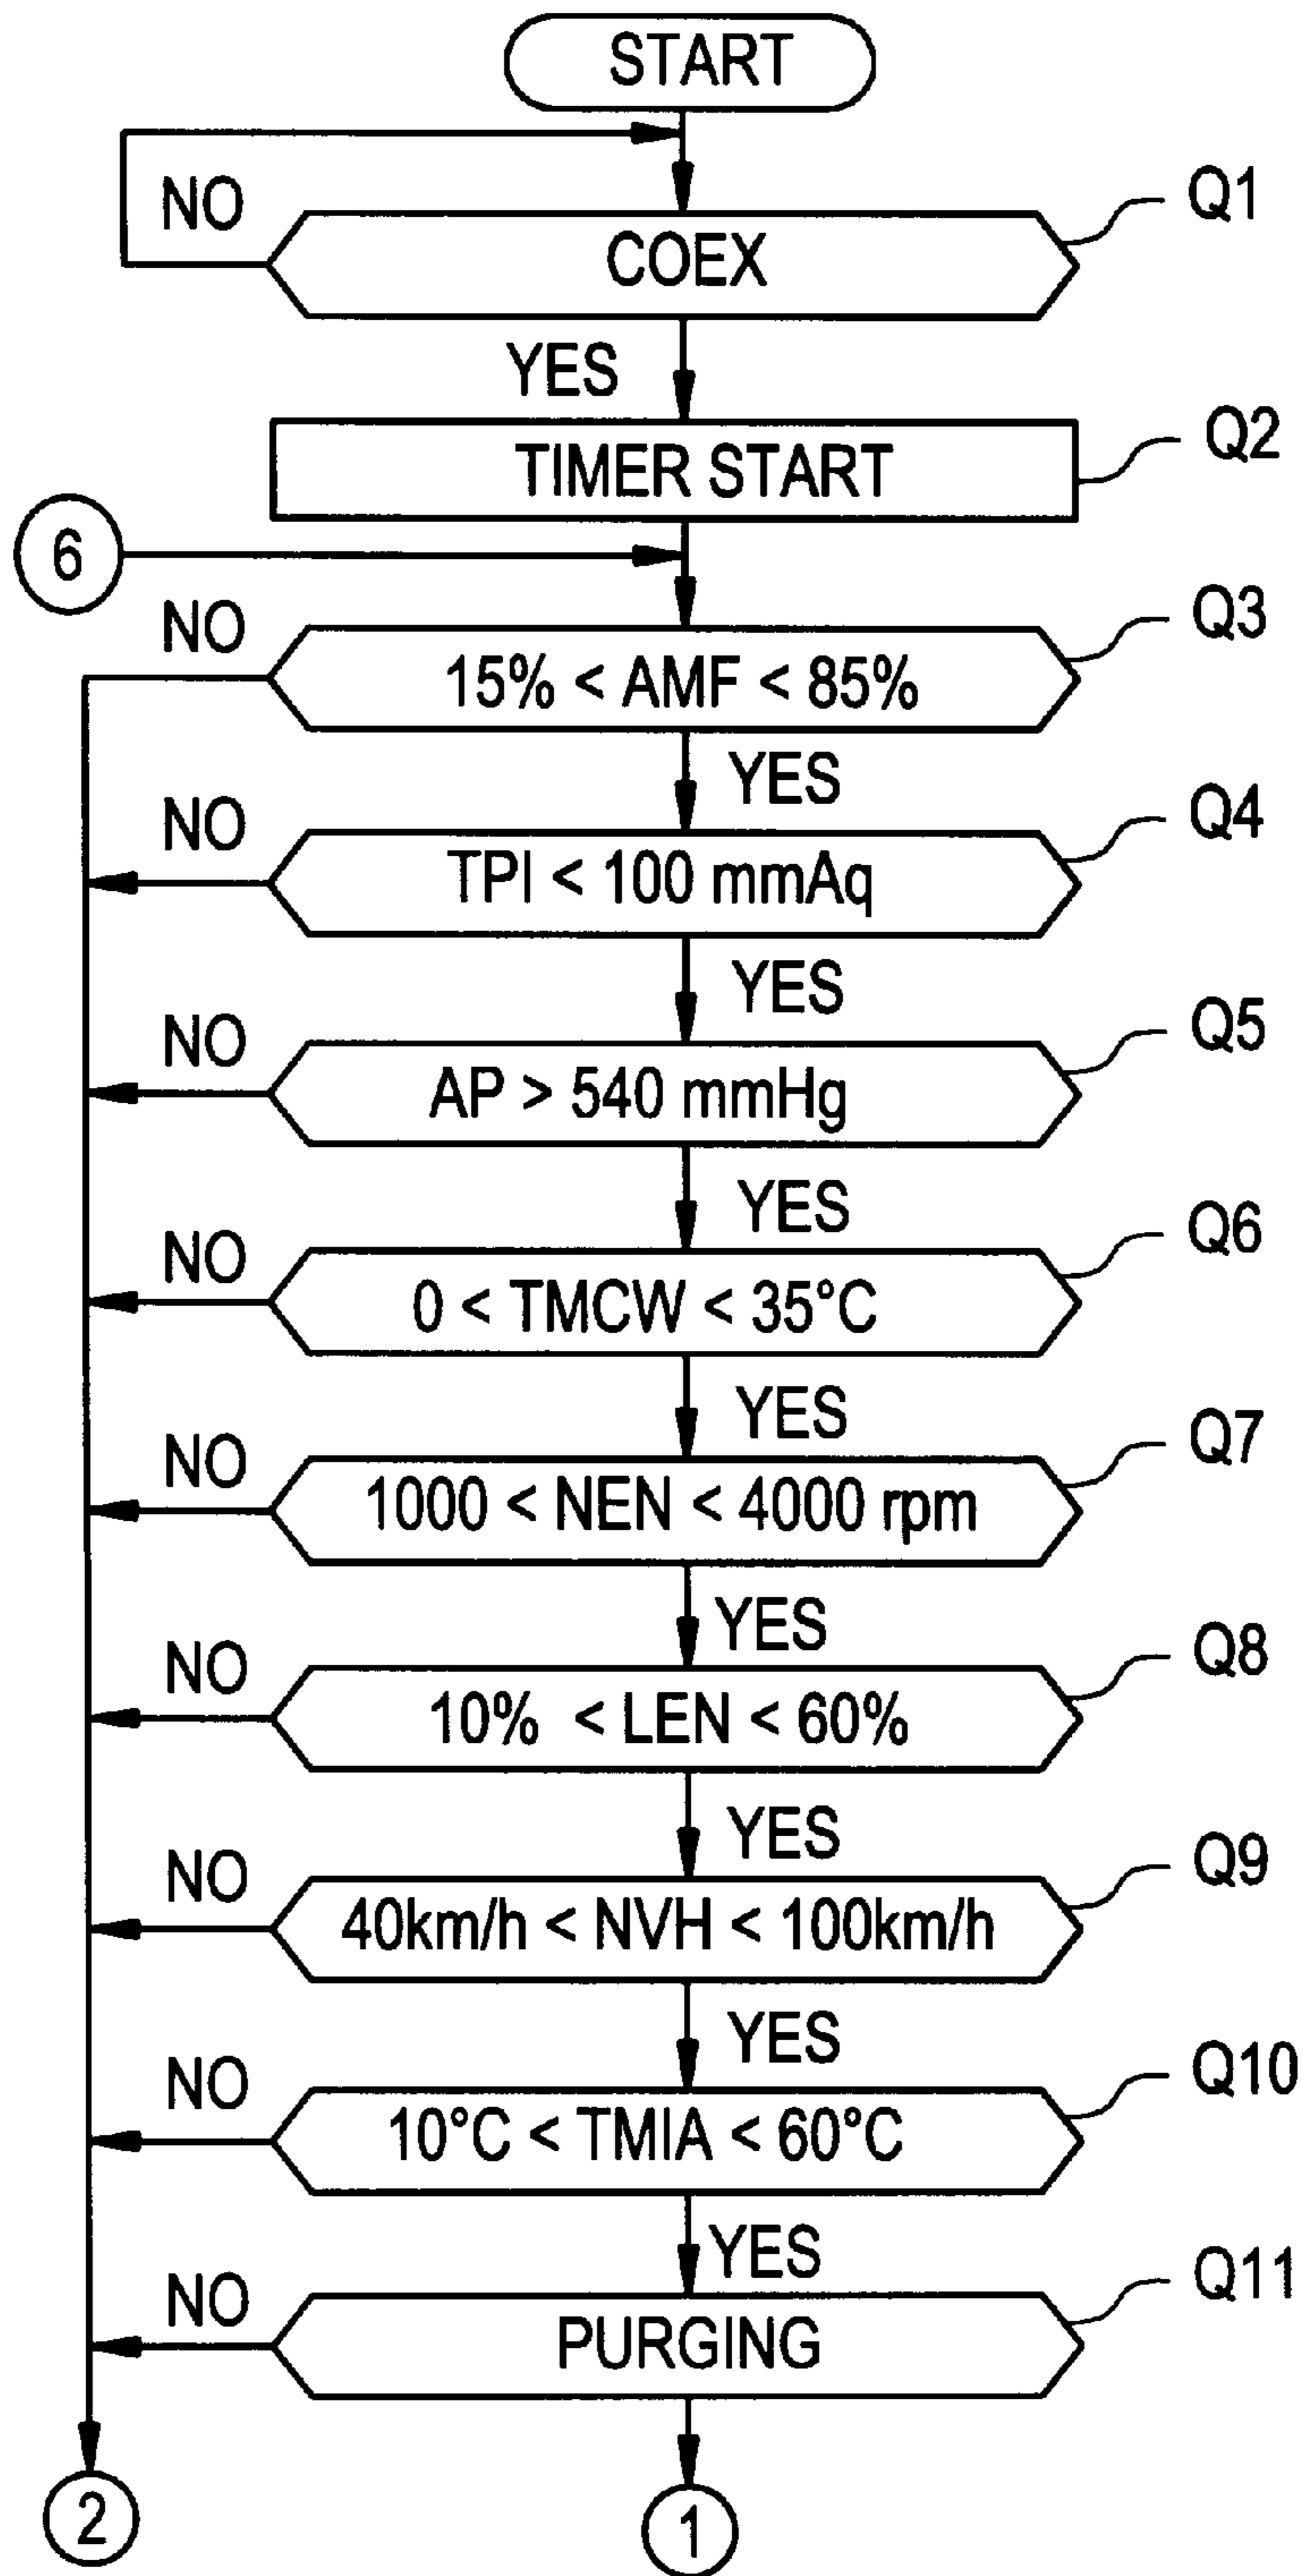 START
NO
Q1
COEX
YES
Q2
TIMER START
6
NO
Q3
15% < AMF < 85%
YES
NO
Q4
TPI < 100 mmAq
YES
NO
Q5
AP > 540 mmHg
YES
NO
Q6
0 < TMCW < 35°C
YES
NO
Q7
1000 < NEN < 4000 rpm
YES
NO
Q8
10% < LEN < 60%
YES
NO
Q9
40km/h < NVH < 100km/h
YES
NO
Q10
10°C < TMIA < 60°C
YES
NO
Q11
PURGING
2
1